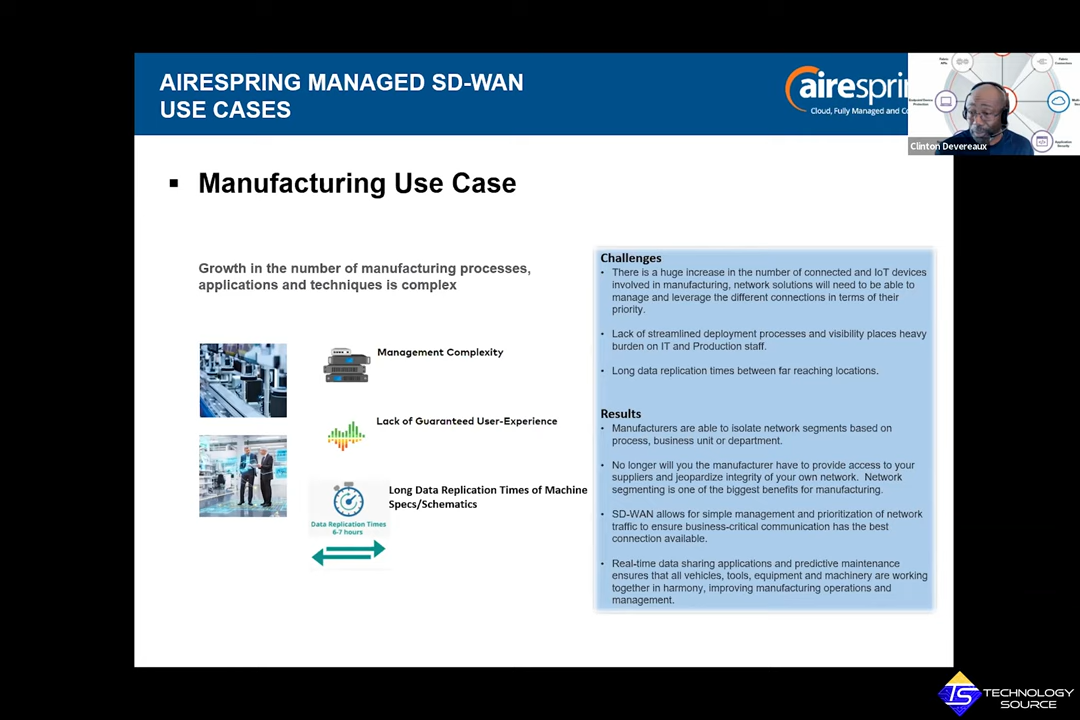 AIRESPRING MANAGED SD-WAN
USE CASES
airesprin
Cloud, Fully Managed and Co
Clinton Devereaux
▪ Manufacturing Use Case
Growth in the number of manufacturing processes,
applications and techniques is complex
Management Complexity
Lack of Guaranteed User-Experience
Long Data Replication Times of Machine
Specs/Schematics
Data Replication Times
6-7 hours
Challenges
• There is a huge increase in the number of connected and IoT devices
involved in manufacturing, network solutions will need to be able to
manage and leverage the different connections in terms of their
priority.
• Lack of streamlined deployment processes and visibility places heavy
burden on IT and Production staff.
• Long data replication times between far reaching locations.
Results
• Manufacturers are able to isolate network segments based on
process, business unit or department.
• No longer will you the manufacturer have to provide access to your
suppliers and jeopardize integrity of your own network. Network
segmenting is one of the biggest benefits for manufacturing.
• SD-WAN allows for simple management and prioritization of network
traffic to ensure business-critical communication has the best
connection available.
• Real-time data sharing applications and predictive maintenance
ensures that all vehicles, tools, equipment and machinery are working
together in harmony, improving manufacturing operations and
management.
TS TECHNOLOGY
SOURCE